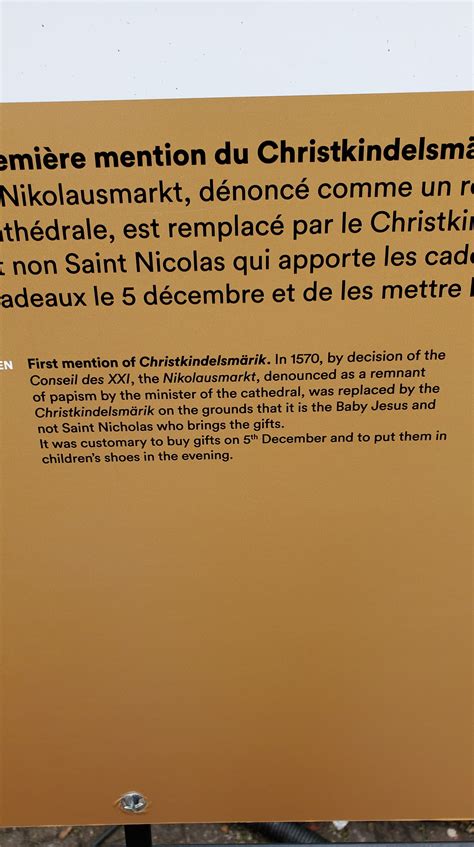 emière mention du Christkindelsmä
Nikolausmarkt, dénoncé comme un re
athédrale, est remplacé par le Christkin
t non Saint Nicolas qui apporte les cade
adeaux le 5 décembre et de les mettre
EN First mention of Christkindelsmärik. In 1570, by decision of the
Conseil des XXI, the Nikolausmarkt, denounced as a remnant
of papism by the minister of the cathedral, was replaced by the
Christkindelsmärik on the grounds that it is the Baby Jesus and
not Saint Nicholas who brings the gifts.
It was customary to buy gifts on 5th December and to put them in
children's shoes in the evening.